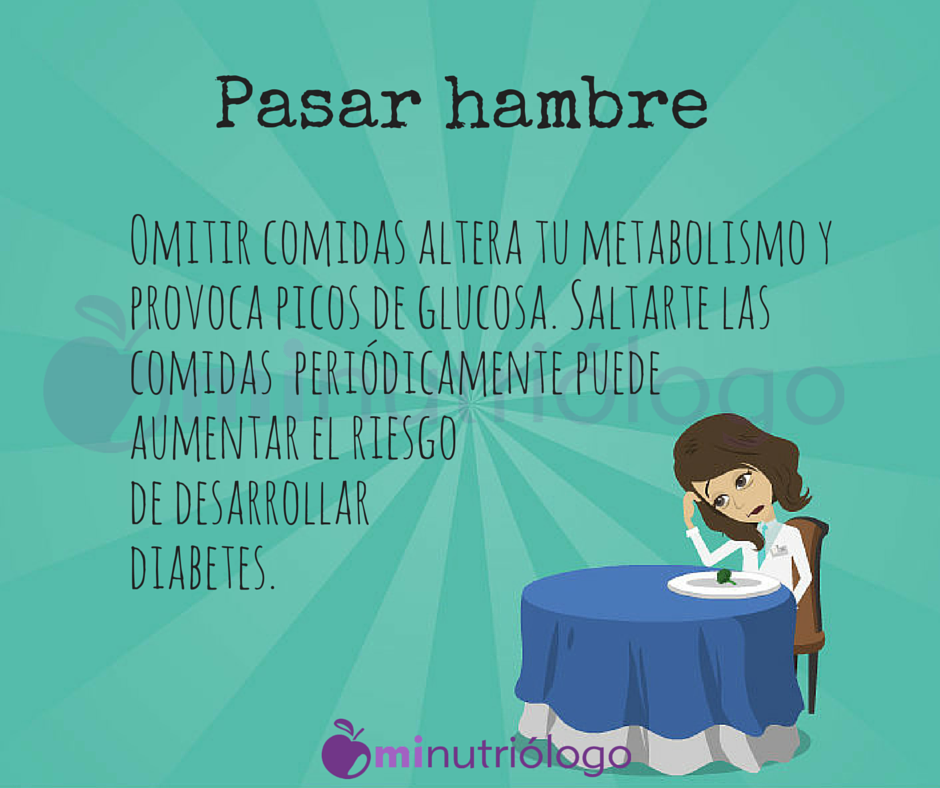 Pasar hambre
OMITIR COMIDAS ALTERA TU METABOLISMO Y
PROVOCA PICOS DE GLUCOSA. SALTARTE LAS
COMIDAS PERIÓDICAMENTE PUEDE
AUMENTAR EL RIESGO
DE DESARROLLAR
DIABETES.
minutriólogo
minutriólogo